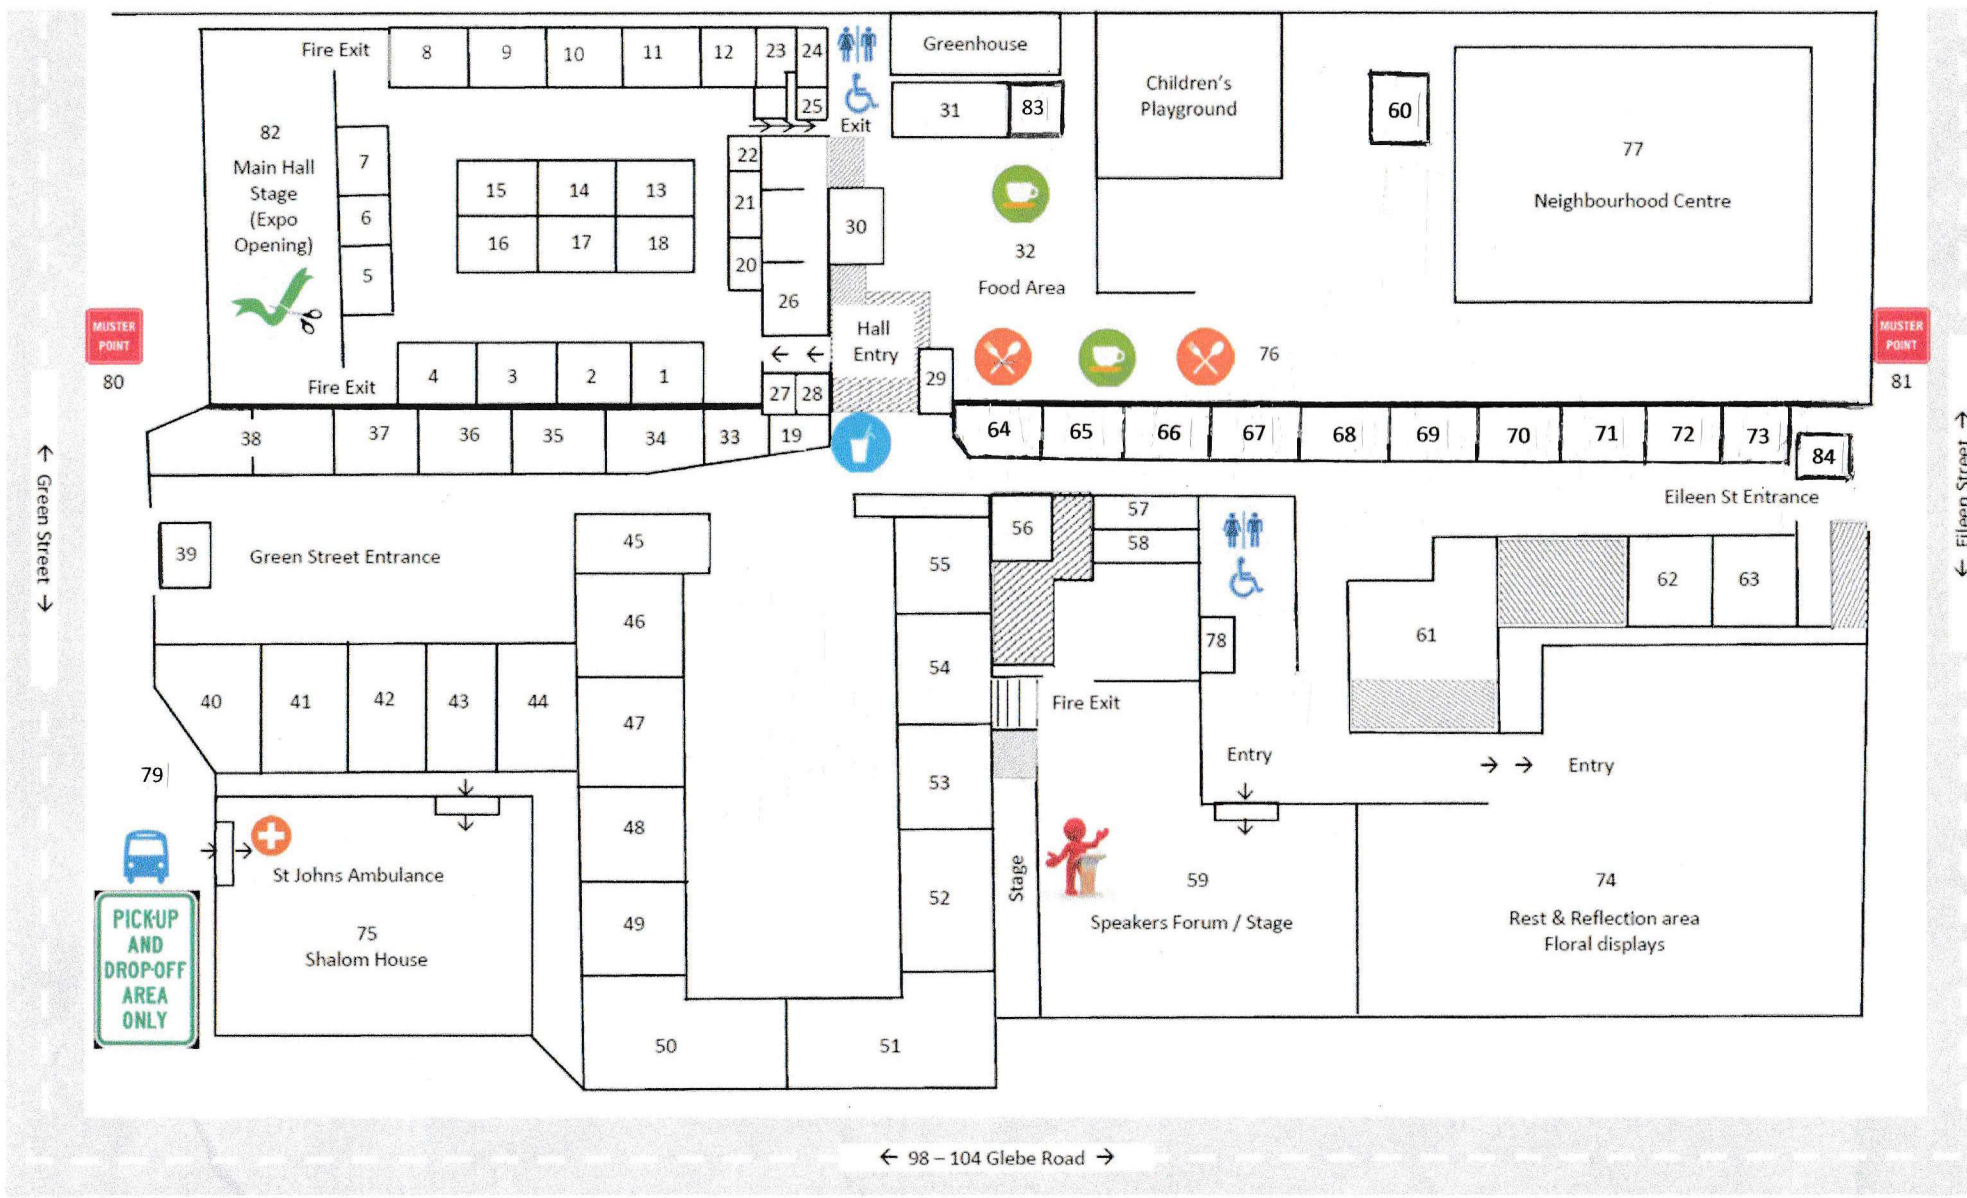 Fire Exit
8
9
10
11
12
23
24
25
Exit
Greenhouse
31
83
Children's
Playground
60
77
Neighbourhood Centre
82
Main Hall
Stage
(Expo
Opening)
7
6
5
15
14
13
16
17
18
22
21
20
26
30
32
Food Area
Hall
Entry
MUSTER
POINT
80
Fire Exit
4
3
2
1
27
28
29
76
MUSTER
POINT
81
38
37
36
35
34
33
19
64
65
66
67
68
69
70
71
72
73
84
Eileen St Entrance
← Green Street →
← Eileen Street →
39
Green Street Entrance
45
46
47
48
49
50
51
52
53
54
55
56
57
58
78
61
62
63
40
41
42
43
44
Fire Exit
Entry
→ → Entry
79
PICK-UP
AND
DROP-OFF
AREA
ONLY
St Johns Ambulance
75
Shalom House
Stage
59
Speakers Forum / Stage
74
Rest & Reflection area
Floral displays
← 98 – 104 Glebe Road →